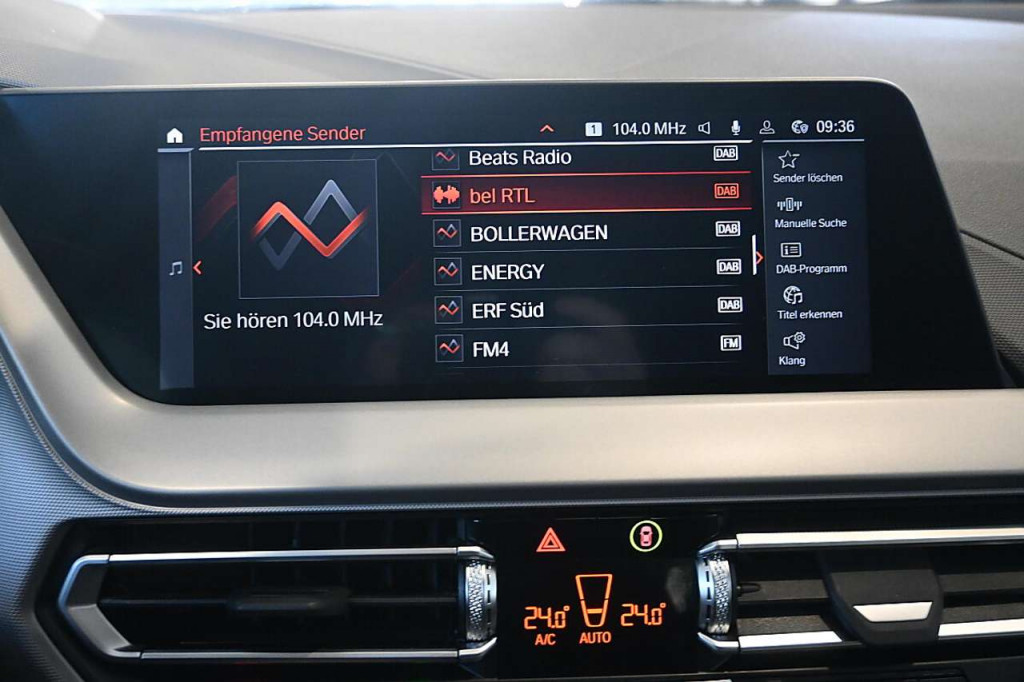 Empfangene Sender
1 104.0 MHz 09:36
Beats Radio DAB
bel RTL DAB
BOLLERWAGEN DAB
ENERGY DAB
ERF Süd DAB
FM4 FM
Sie hören 104.0 MHz
Sender löschen
Manuelle Suche
DAB-Programm
Titel erkennen
Klang
24.0° 24.0°
A/C AUTO